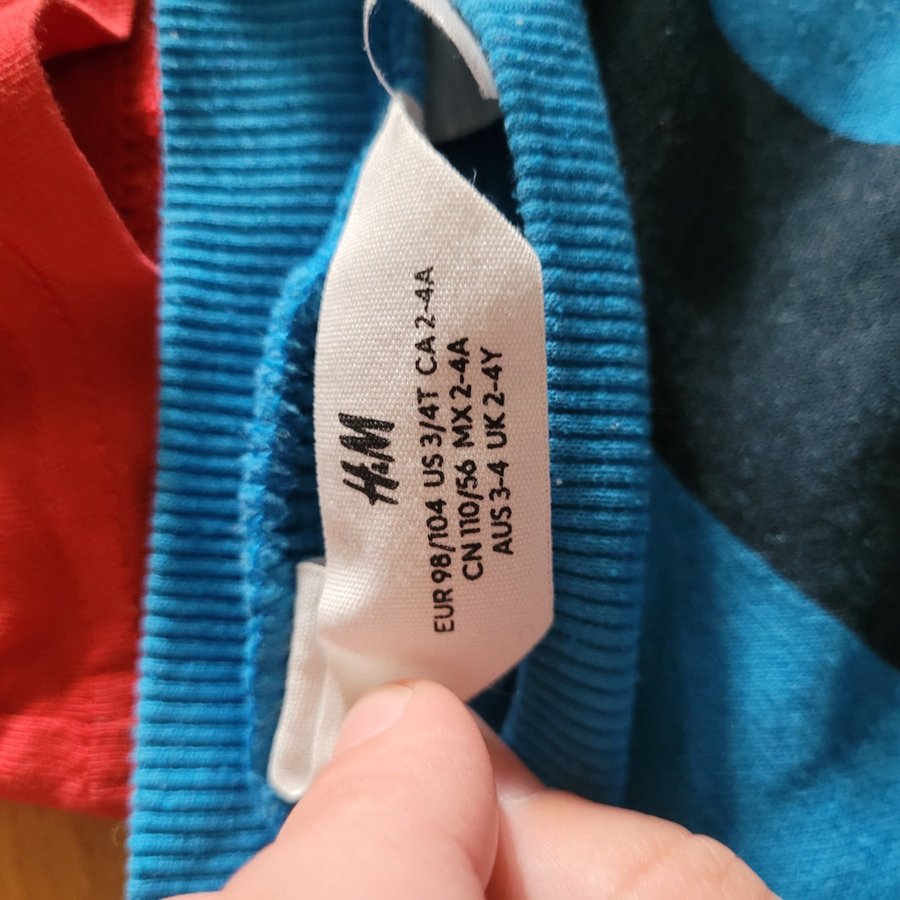 H&M
EUR 98/104 US 3/4T CA 2-4A
CN 110/56 MX 2-4A
AUS 3-4 UK 2-4Y